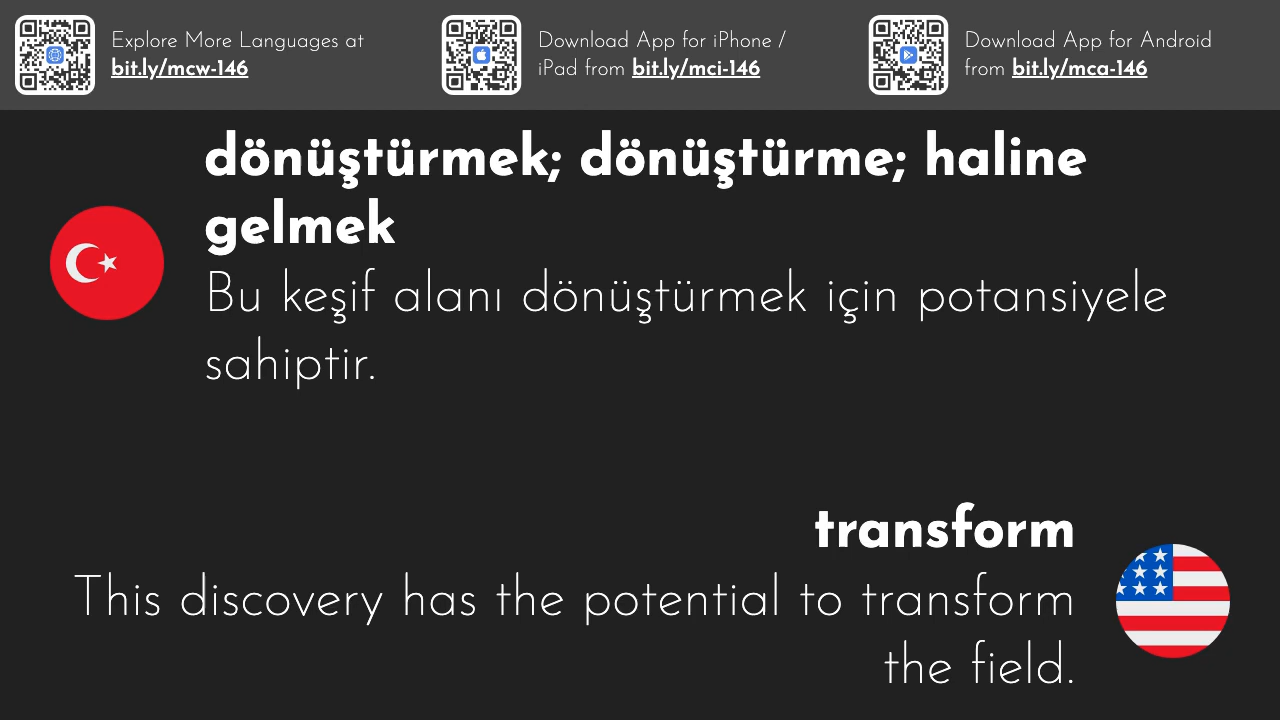 Explore More Languages at
bit.ly/mcw-146
Download App for iPhone /
iPad from bit.ly/mci-146
Download App for Android
from bit.ly/mca-146
dönüştürmek; dönüştürme; haline
gelmek
Bu keşif alanı dönüştürmek için potansiyele
sahiptir.
transform
This discovery has the potential to transform
the field.